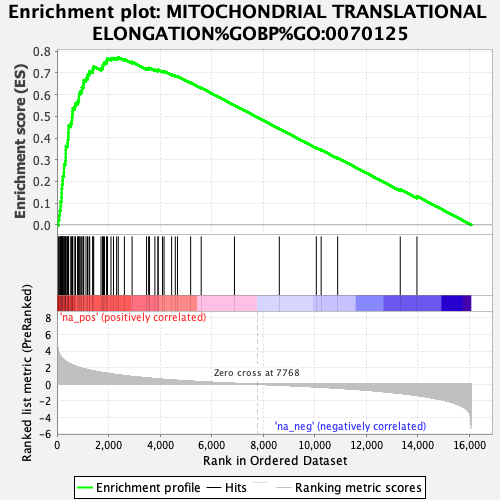 Enrichment plot: MITOCHONDRIAL TRANSLATIONAL
ELONGATION%GOBP%GO:0070125
Enrichment score (ES)
0.8
0.7
0.6
0.5
0.4
0.3
0.2
0.1
0.0
'na_pos' (positively correlated)
Ranked list metric (PreRanked)
8
6
4
2
0
-2
-4
-6
Zero cross at 7768
'na_neg' (negatively correlated)
0 2,000 4,000 6,000 8,000 10,000 12,000 14,000 16,000
Rank in Ordered Dataset
Enrichment profile Hits Ranking metric scores